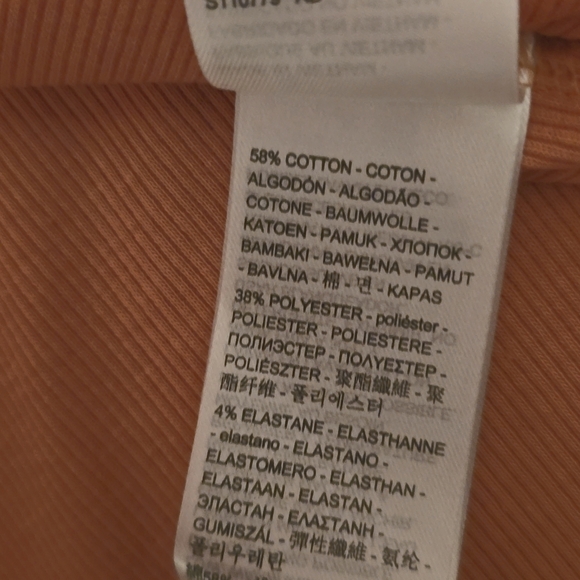 58% COTTON - COTON -
ALGODÓN - ALGODÃO -
COTONE - BAUMWOLLE -
KATOEN - PAMUK - ХЛОПОК -
BAMBAKI - BAWEŁNA - PAMUT
- BAVLNA - 棉 - 면 - KAPAS
38% POLYESTER - poliéster -
POLIESTER - POLIESTERE -
ПОЛИЭСТЕР - ΠΟΛΥΕΣΤΕΡ -
POLIÉSZTER - 聚酯纖維 - 聚
酯纤维 - 폴리에스터
4% ELASTANE - ELASTHANNE
- elastano - ELASTANO -
ELASTOMERO - ELASTHAN -
ELASTAAN - ELASTAN -
ЭЛАСТАН - ΕΛΑΣΤΑΝΗ -
GUMISZÁL - 彈性纖維 - 氨纶 -
폴리우레탄